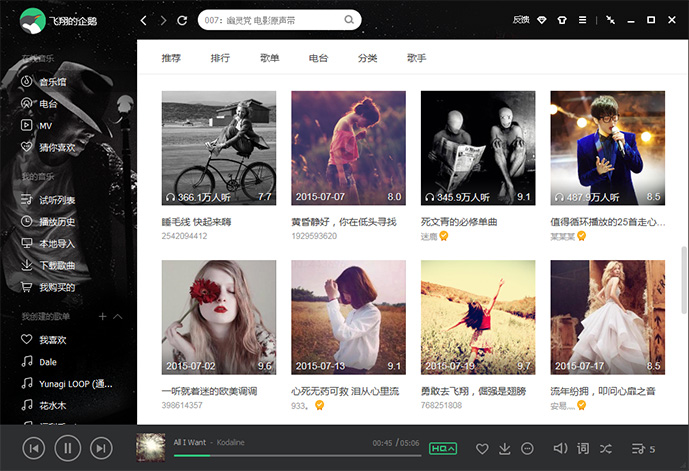 飞翔的企鹅
007：幽灵党 电影原声带
反馈
在线音乐
音乐馆
电台
MV
猜你喜欢
我的音乐
试听列表
播放历史
本地导入
下载歌曲
我购买的
我创建的歌单
我喜欢
Dale
Yunagi LOOP (通...
花水木
推荐 排行 歌单 电台 分类 歌手
366.1万人听 7.7
2015-07-07 8.0
345.9万人听 9.1
487.9万人听 8.5
睡毛线 快起来嗨
2542094412
黄昏静好，你在低头寻找
1929593620
死文青的必修单曲
迷鹿
值得循环播放的25首走心...
某某某
2015-07-02 9.6
2015-07-13 9.1
2015-07-19 9.7
2015-07-17 8.5
一听就着迷的欧美调调
398614357
心死无药可救 泪从心里流
933。
勇敢去飞翔，倔强是翅膀
768251808
流年纷拥，叩问心扉之音
安易灬
All I Want - Kodaline
00:45 / 05:06
HQ
词
5